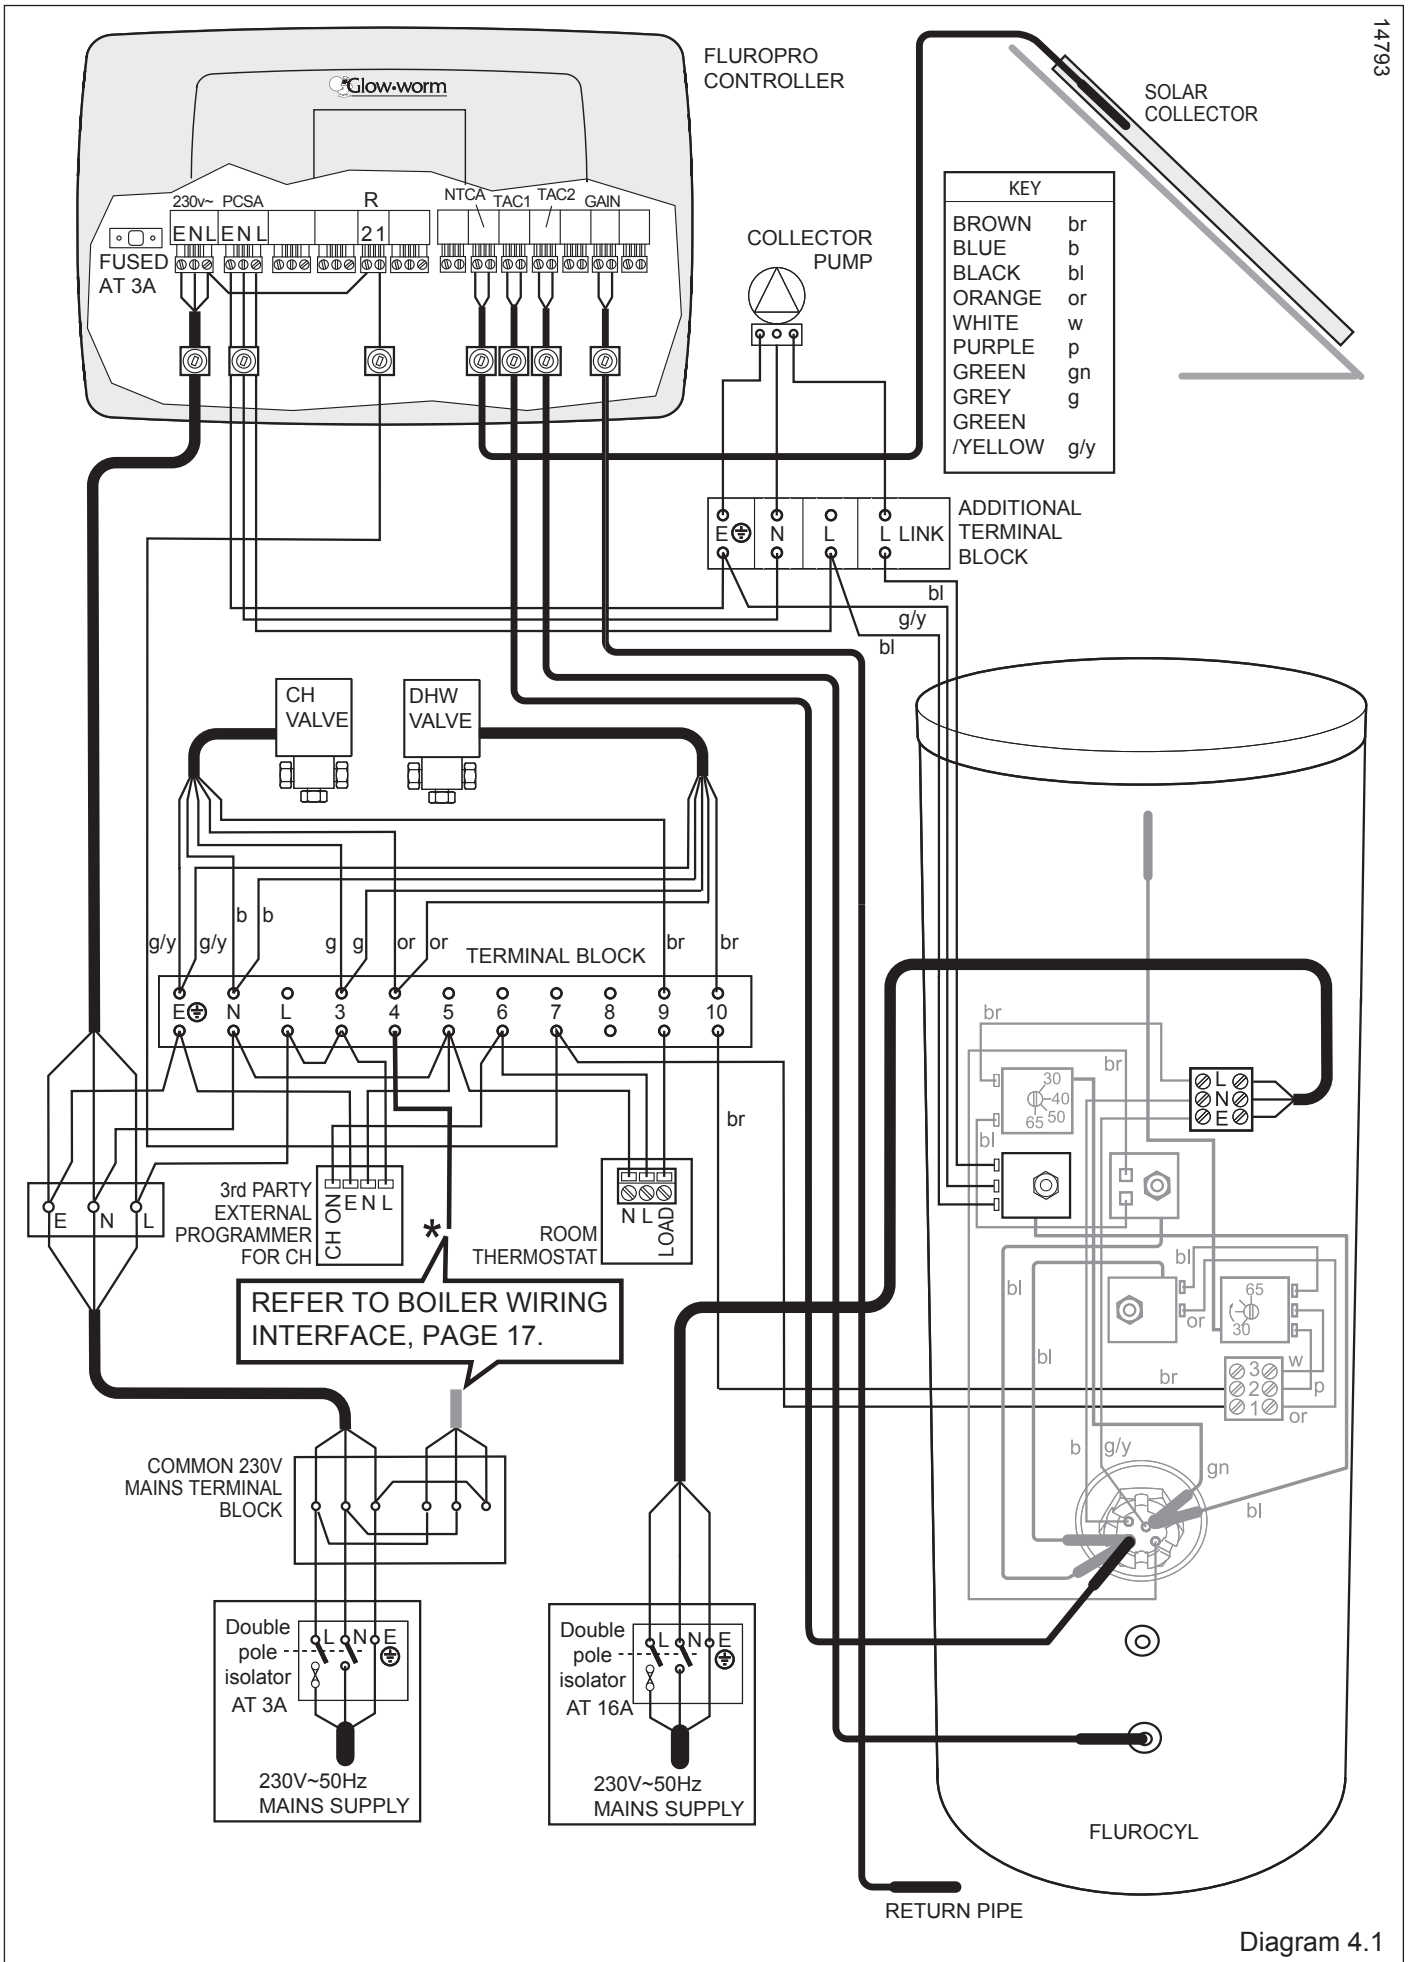 14793
FLUROPRO
CONTROLLER
Glow-worm
SOLAR
COLLECTOR
230v~ PCSA R NTCA TAC1 TAC2 GAIN
E N L E N L 2 1
FUSED
AT 3A
COLLECTOR
PUMP
KEY
BROWN br
BLUE b
BLACK bl
ORANGE or
WHITE w
PURPLE p
GREEN gn
GREY g
GREEN
/YELLOW g/y
E N L L LINK
ADDITIONAL
TERMINAL
BLOCK
bl
g/y
bl
CH
VALVE
DHW
VALVE
g/y g/y b b g g or or br br
TERMINAL BLOCK
E N L 3 4 5 6 7 8 9 10
br
E N L
3rd PARTY
EXTERNAL
PROGRAMMER
FOR CH
CH ON E N L
*
ROOM
THERMOSTAT
N L LOAD
REFER TO BOILER WIRING
INTERFACE, PAGE 17.
COMMON 230V
MAINS TERMINAL
BLOCK
Double
pole
isolator
AT 3A
L N E
230V~50Hz
MAINS SUPPLY
Double
pole
isolator
AT 16A
L N E
230V~50Hz
MAINS SUPPLY
br
br
30
40
50
65
bl
L
N
E
bl
bl
or
65
30
bl
w
3
2
1
p
or
br
b g/y
gn
bl
FLUROCYL
RETURN PIPE
Diagram 4.1